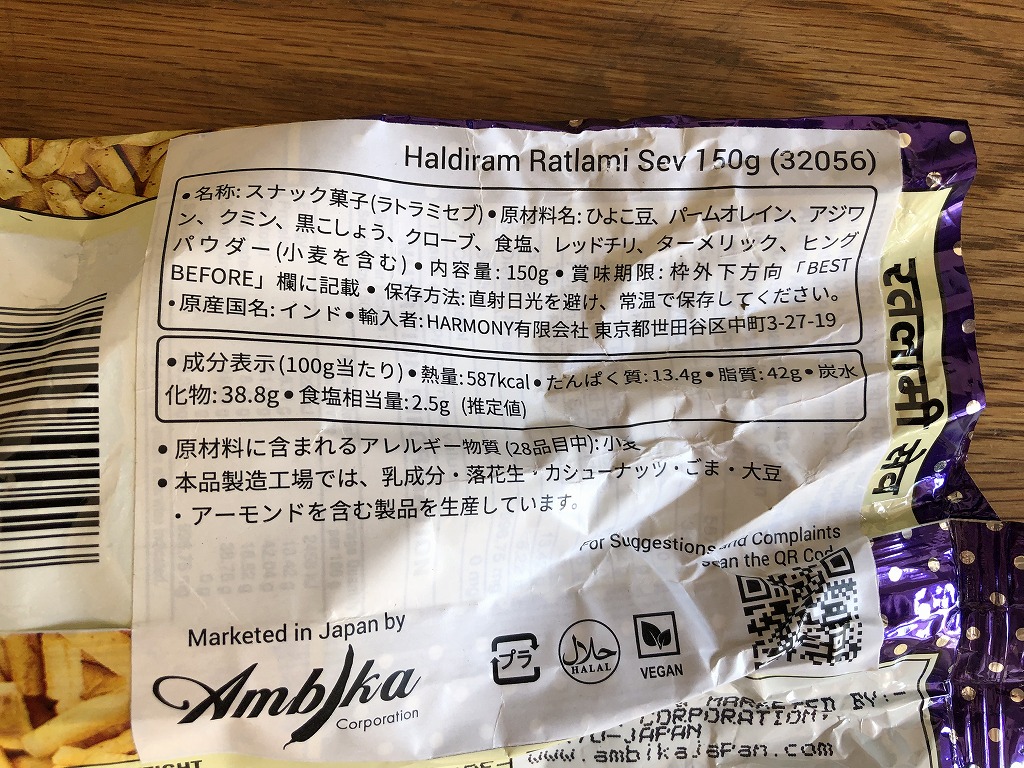 Haldiram Ratlami Sev 150g (32056)
• 名称: スナック菓子(ラトラミセブ) • 原材料名: ひよこ豆、パームオレイン、アジワ
ン、クミン、黒こしょう、クローブ、食塩、レッドチリ、ターメリック、ヒング
パウダー(小麦を含む) • 内容量: 150g • 賞味期限: 枠外下方向「BEST
BEFORE」欄に記載 • 保存方法: 直射日光を避け、常温で保存してください。
• 原産国名: インド • 輸入者: HARMONY有限会社 東京都世田谷区中町3-27-19
• 成分表示(100g当たり) • 熱量: 587kcal • たんぱく質: 13.4g • 脂質: 42g • 炭水
化物: 38.8g • 食塩相当量: 2.5g (推定値)
• 原材料に含まれるアレルギー物質(28品目中): 小麦
• 本品製造工場では、乳成分・落花生・カシューナッツ・ごま・大豆
・アーモンドを含む製品を生産しています。
For Suggestions and Complaints
Scan the QR Cod
Marketed in Japan by
Ambika
Corporation
プラ
حلال
HALAL
VEGAN
रतलामी सेव
MARKETED BY:-
CORPORATION,
-JAPAN
www.ambikajapan.com